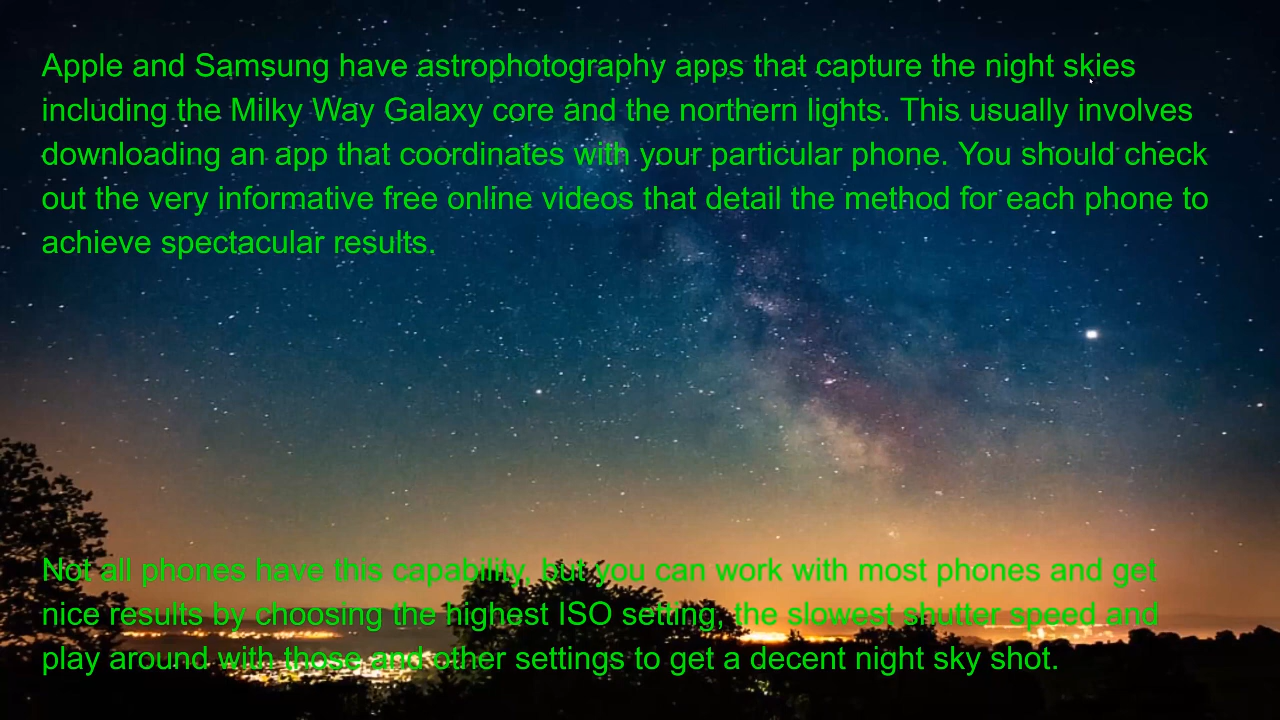 Apple and Samsung have astrophotography apps that capture the night skies
including the Milky Way Galaxy core and the northern lights. This usually involves
downloading an app that coordinates with your particular phone. You should check
out the very informative free online videos that detail the method for each phone to
achieve spectacular results.
Not all phones have this capability, but you can work with most phones and get
nice results by choosing the highest ISO setting, the slowest shutter speed and
play around with those and other settings to get a decent night sky shot.